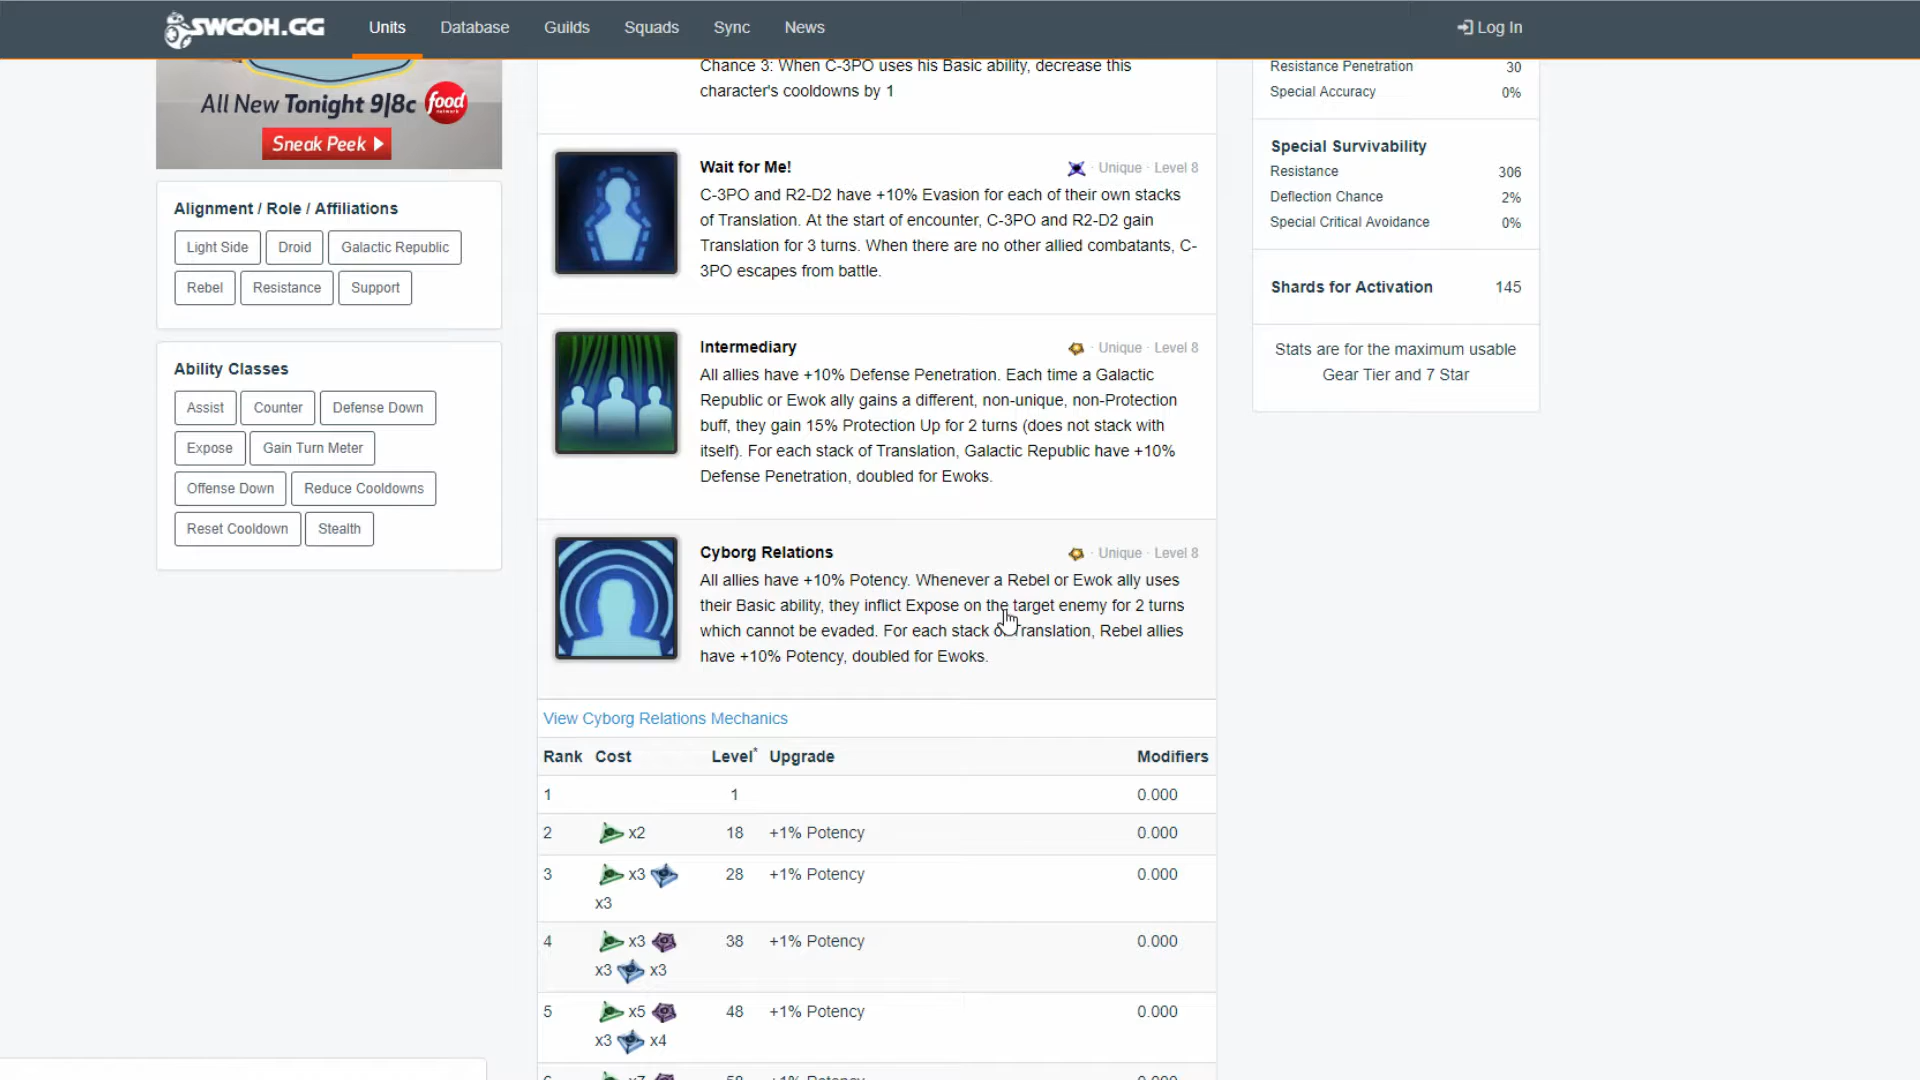 SWGOH.GG
Units
Database
Guilds
Squads
Sync
News
Log In
All New Tonight 9|8c food
Sneak Peek
Alignment / Role / Affiliations
Light Side
Droid
Galactic Republic
Rebel
Resistance
Support
Ability Classes
Assist
Counter
Defense Down
Expose
Gain Turn Meter
Offense Down
Reduce Cooldowns
Reset Cooldown
Stealth
Chance 3: When C-3PO uses his Basic ability, decrease this
character's cooldowns by 1
Wait for Me!
· Unique · Level 8
C-3PO and R2-D2 have +10% Evasion for each of their own stacks
of Translation. At the start of encounter, C-3PO and R2-D2 gain
Translation for 3 turns. When there are no other allied combatants, C-
3PO escapes from battle.
Intermediary
· Unique · Level 8
All allies have +10% Defense Penetration. Each time a Galactic
Republic or Ewok ally gains a different, non-unique, non-Protection
buff, they gain 15% Protection Up for 2 turns (does not stack with
itself). For each stack of Translation, Galactic Republic have +10%
Defense Penetration, doubled for Ewoks.
Cyborg Relations
· Unique · Level 8
All allies have +10% Potency. Whenever a Rebel or Ewok ally uses
their Basic ability, they inflict Expose on the target enemy for 2 turns
which cannot be evaded. For each stack of Translation, Rebel allies
have +10% Potency, doubled for Ewoks.
View Cyborg Relations Mechanics
Rank Cost Level* Upgrade Modifiers
1 1 0.000
2 x2 18 +1% Potency 0.000
3 x3 28 +1% Potency 0.000
x3
4 x3 38 +1% Potency 0.000
x3 x3
5 x5 48 +1% Potency 0.000
x3 x4
Resistance Penetration 30
Special Accuracy 0%
Special Survivability
Resistance 306
Deflection Chance 2%
Special Critical Avoidance 0%
Shards for Activation 145
Stats are for the maximum usable
Gear Tier and 7 Star